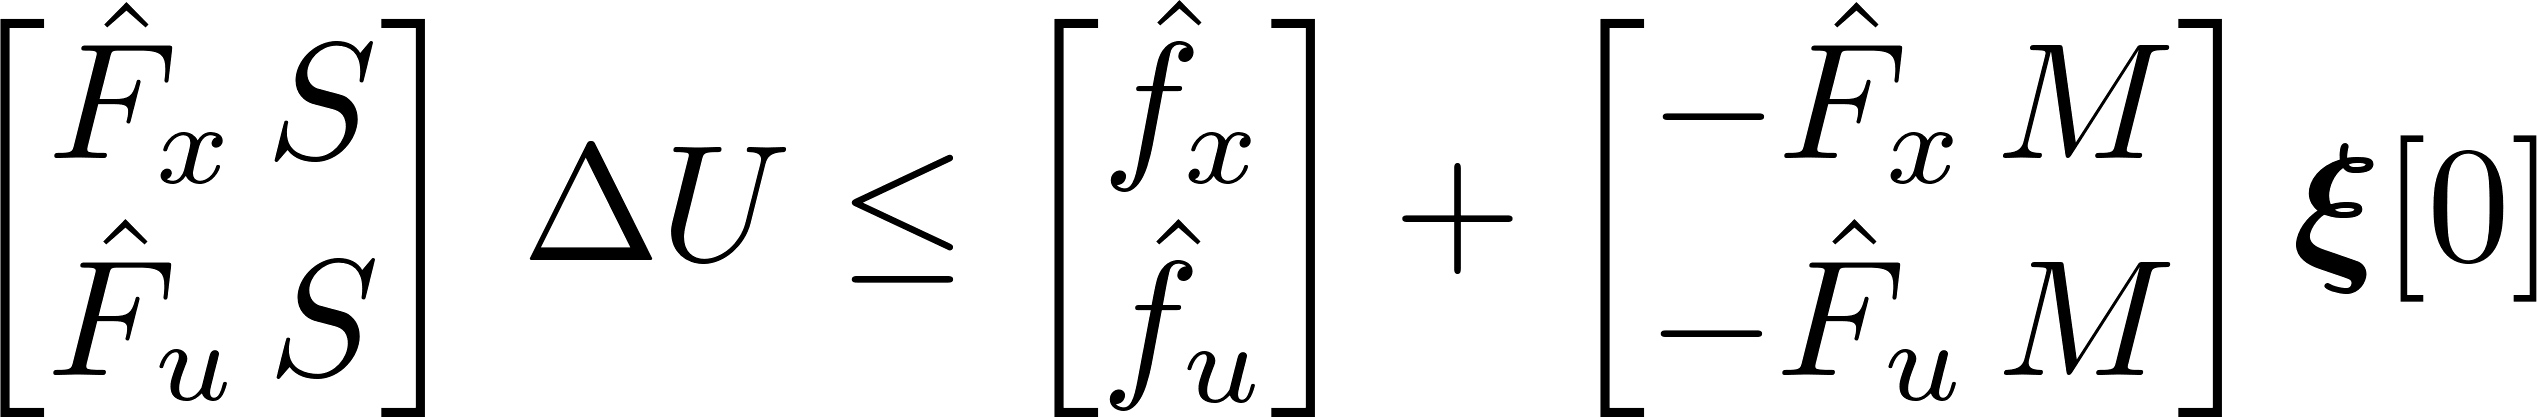 \begin{bmatrix} \hat{F}_x \, S \\ \hat{F}_u \, S \end{bmatrix} \Delta U \leq \begin{bmatrix} \hat{f}_x \\ \hat{f}_u \end{bmatrix} + \begin{bmatrix} -\hat{F}_x \, M \\ -\hat{F}_u \, M \end{bmatrix} \boldsymbol{\xi}[0]